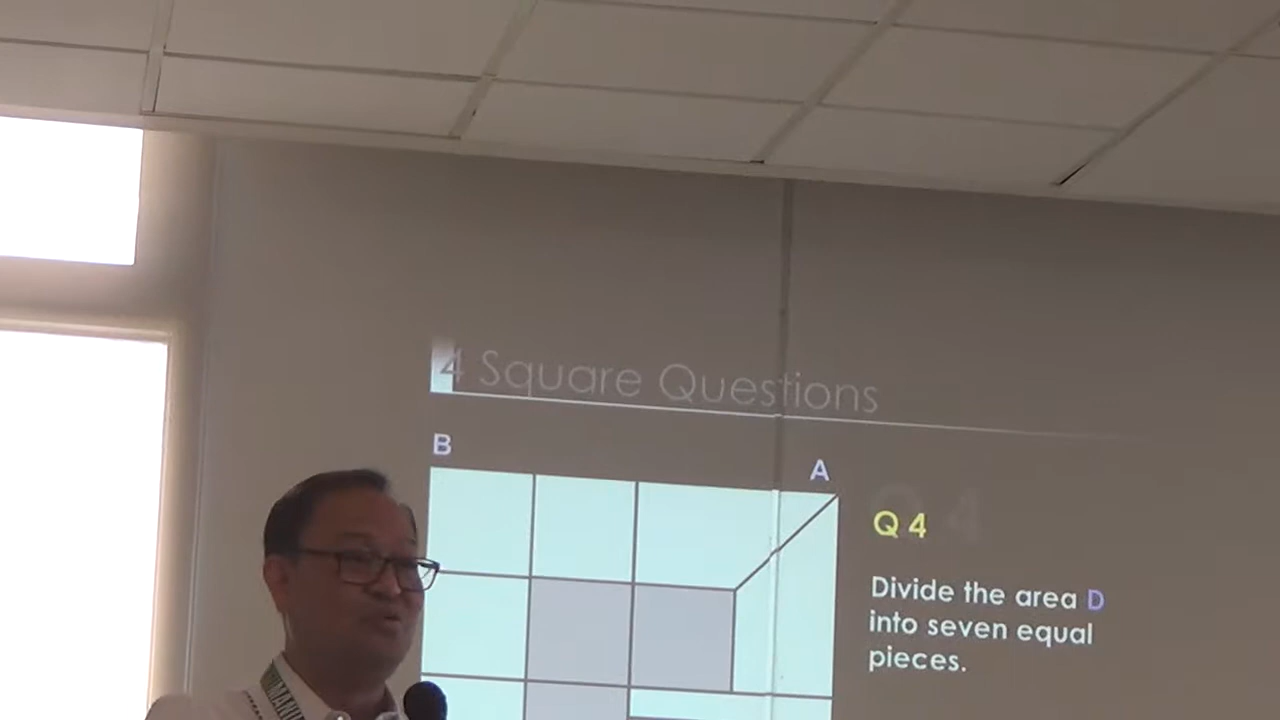 4 Square Questions
B
A
Q 4
Divide the area D
into seven equal
pieces.